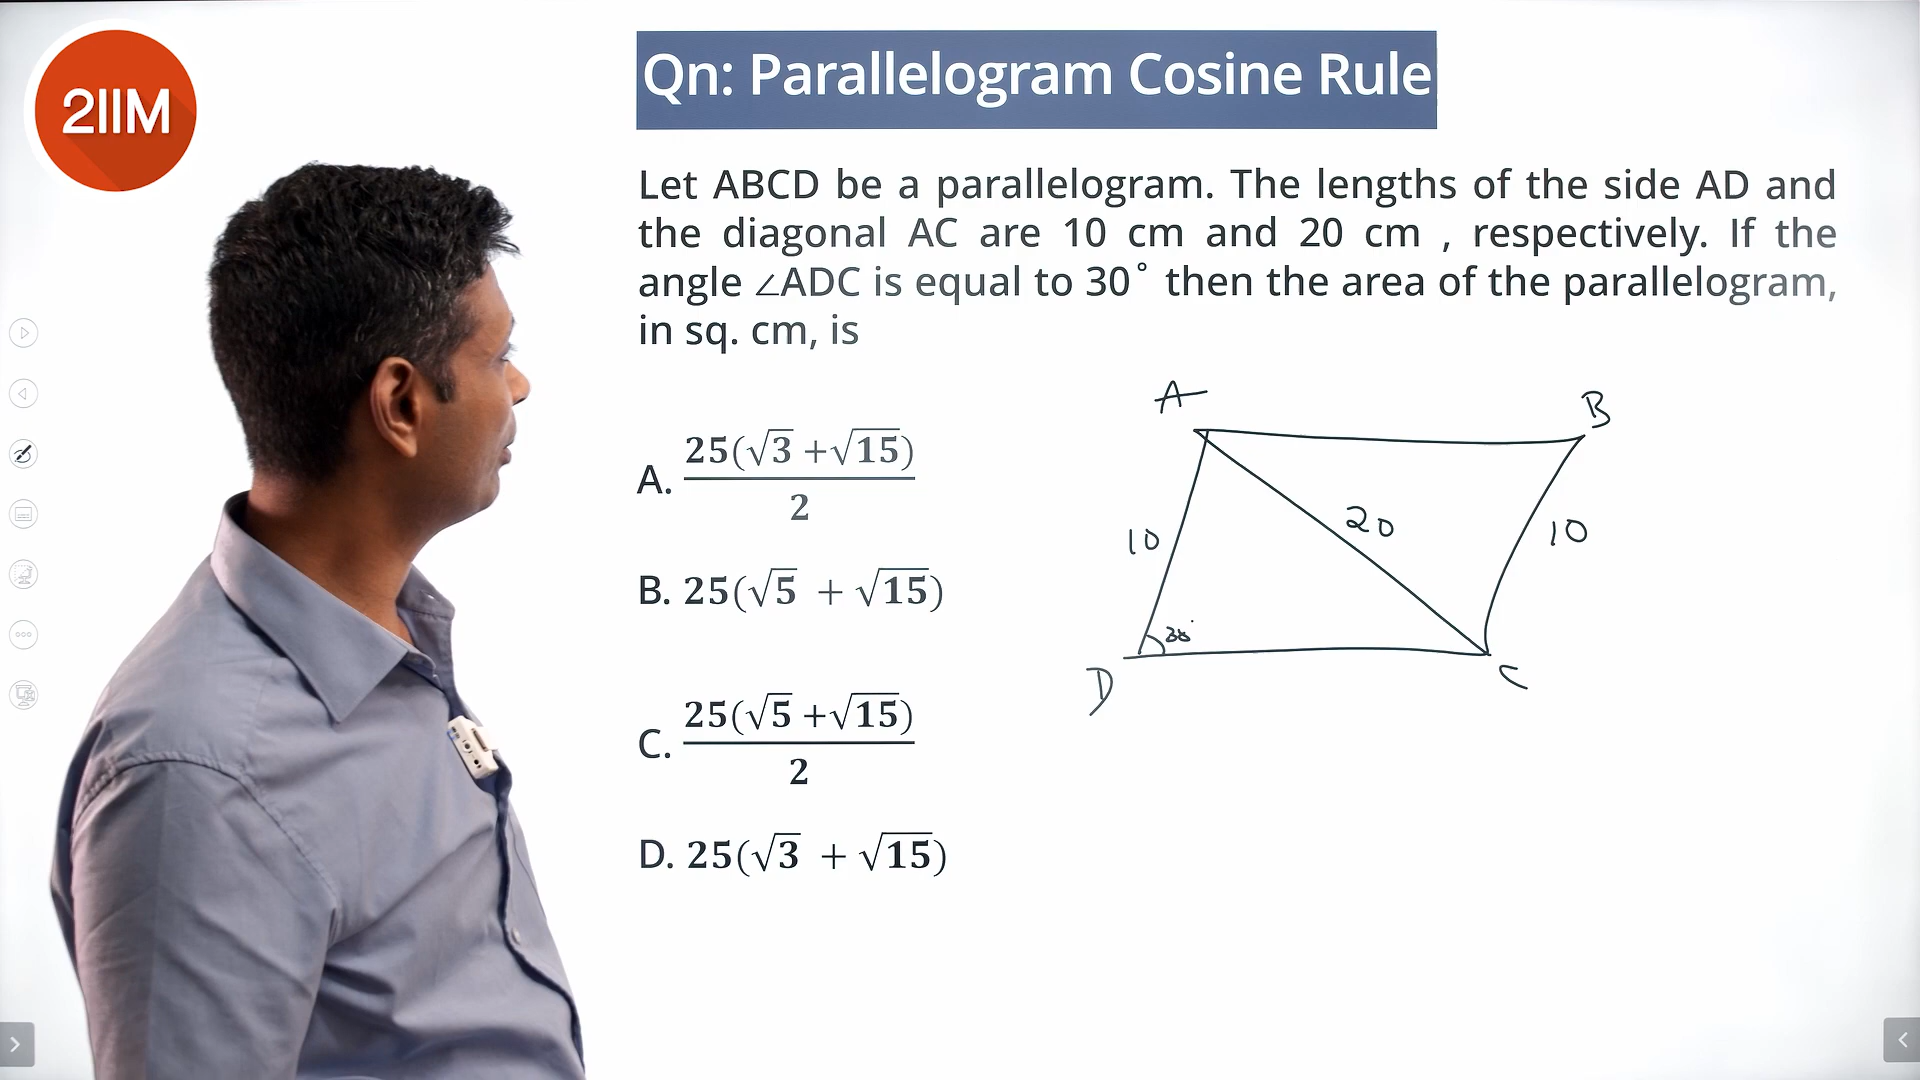 2IIM
Qn: Parallelogram Cosine Rule
Let ABCD be a parallelogram. The lengths of the side AD and
the diagonal AC are 10 cm and 20 cm , respectively. If the
angle ∠ADC is equal to 30° then the area of the parallelogram,
in sq. cm, is
A. 25(√3 +√15)
2
B. 25(√5 + √15)
C. 25(√5 +√15)
2
D. 25(√3 + √15)
A
B
10
20
10
30°
D
C